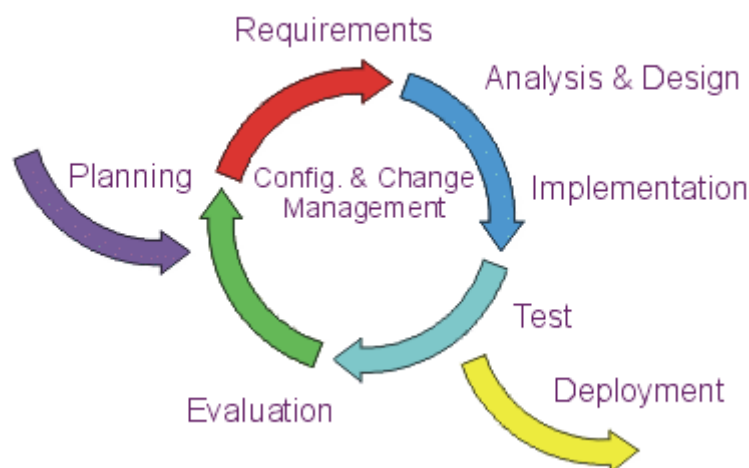 Requirements
Analysis & Design
Planning
Config. & Change
Management
Implementation
Test
Deployment
Evaluation